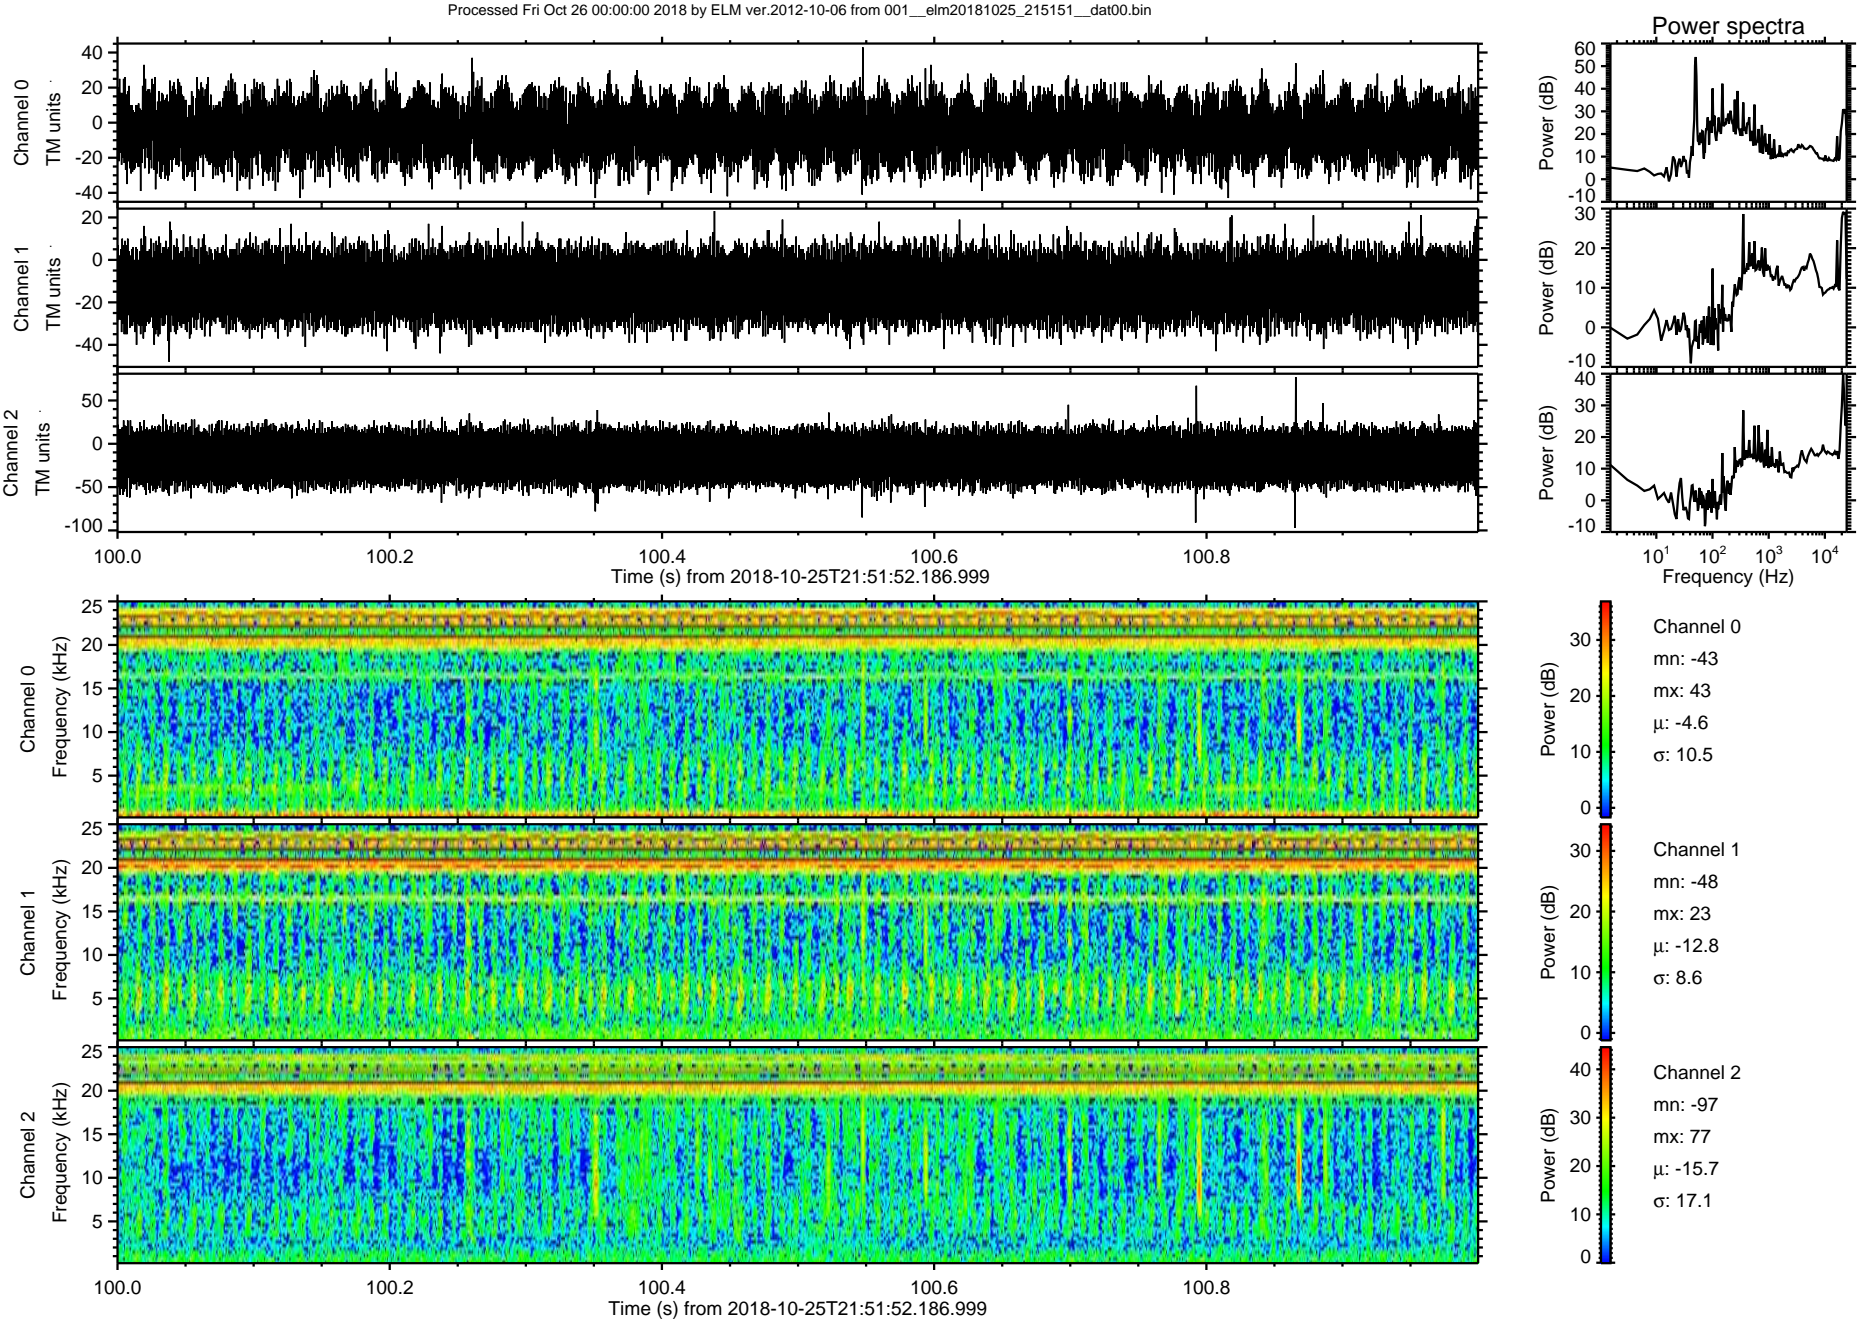 Processed Fri Oct 26 00:00:00 2018 by ELM ver.2012-10-06 from 001__elm20181025_215151__dat00.bin
Power spectra
Channel 0
TM units
40
20
0
-20
-40
Power (dB)
60
50
40
30
20
10
0
-10
Channel 1
TM units
20
0
-20
-40
Power (dB)
30
20
10
0
-10
Channel 2
TM units
50
0
-50
-100
Power (dB)
40
30
20
10
0
-10
100.0 100.2 100.4 100.6 100.8
Time (s) from 2018-10-25T21:51:52.186.999
10¹ 10² 10³ 10⁴
Frequency (Hz)
Channel 0
Frequency (kHz)
25
20
15
10
5
Power (dB)
30
20
10
0
Channel 0
mn: -43
mx: 43
μ: -4.6
σ: 10.5
Channel 1
Frequency (kHz)
25
20
15
10
5
Power (dB)
30
20
10
0
Channel 1
mn: -48
mx: 23
μ: -12.8
σ: 8.6
Channel 2
Frequency (kHz)
25
20
15
10
5
Power (dB)
40
30
20
10
0
Channel 2
mn: -97
mx: 77
μ: -15.7
σ: 17.1
100.0 100.2 100.4 100.6 100.8
Time (s) from 2018-10-25T21:51:52.186.999